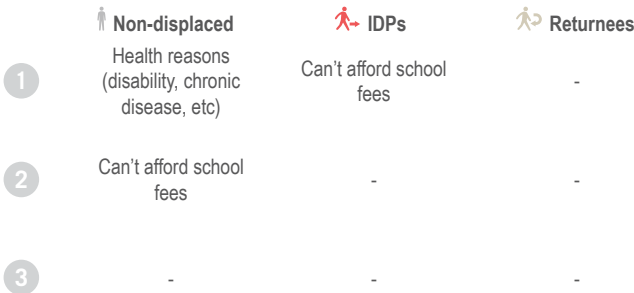 Non-displaced IDPs Returnees
1
Health reasons
(disability, chronic
disease, etc)
Can't afford school
fees
-
2
Can't afford school
fees
-
-
3
-
-
-